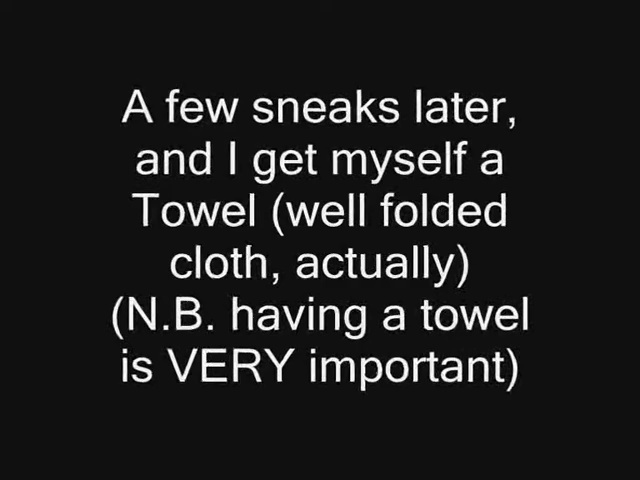 A few sneaks later,
and I get myself a
Towel (well folded
cloth, actually)
(N.B. having a towel
is VERY important)